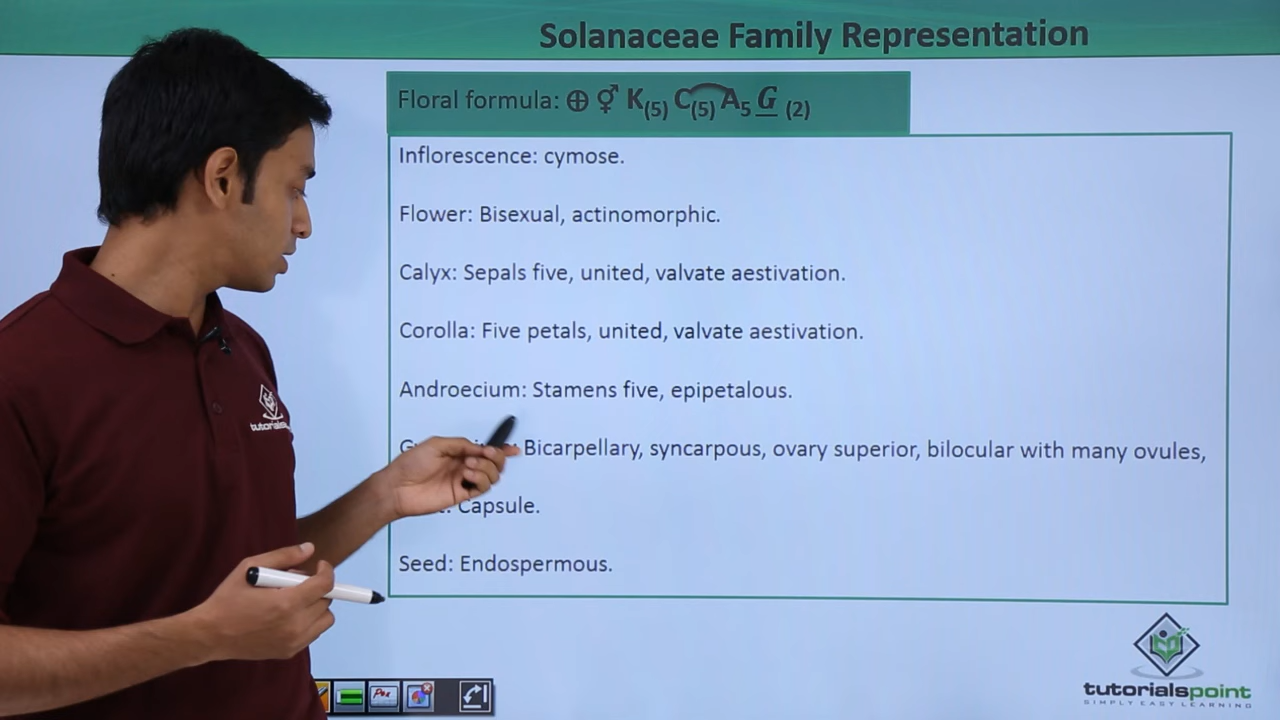 Solanaceae Family Representation
Floral formula: ⊕ ⚥ K(5) C(5) A5 G (2)
Inflorescence: cymose.
Flower: Bisexual, actinomorphic.
Calyx: Sepals five, united, valvate aestivation.
Corolla: Five petals, united, valvate aestivation.
Androecium: Stamens five, epipetalous.
Bicarpellary, syncarpous, ovary superior, bilocular with many ovules,
Capsule.
Seed: Endospermous.
tutorialspoint
SIMPLY EASY LEARNING